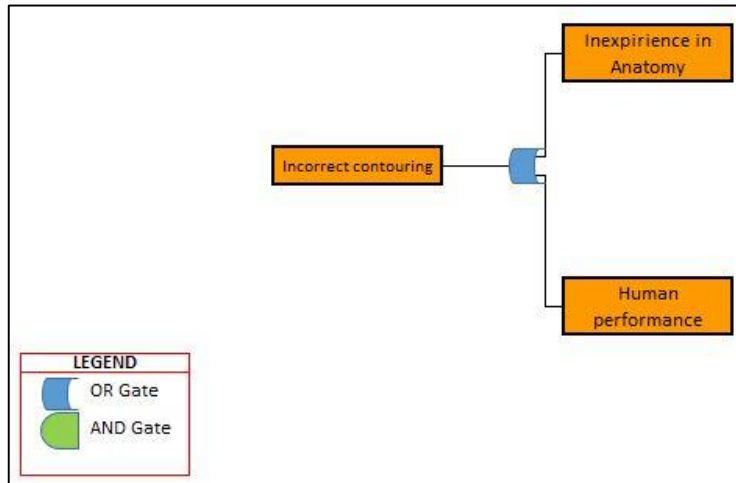 Inexpirience in
Anatomy
Incorrect contouring
Human
performance
LEGEND
OR Gate
AND Gate